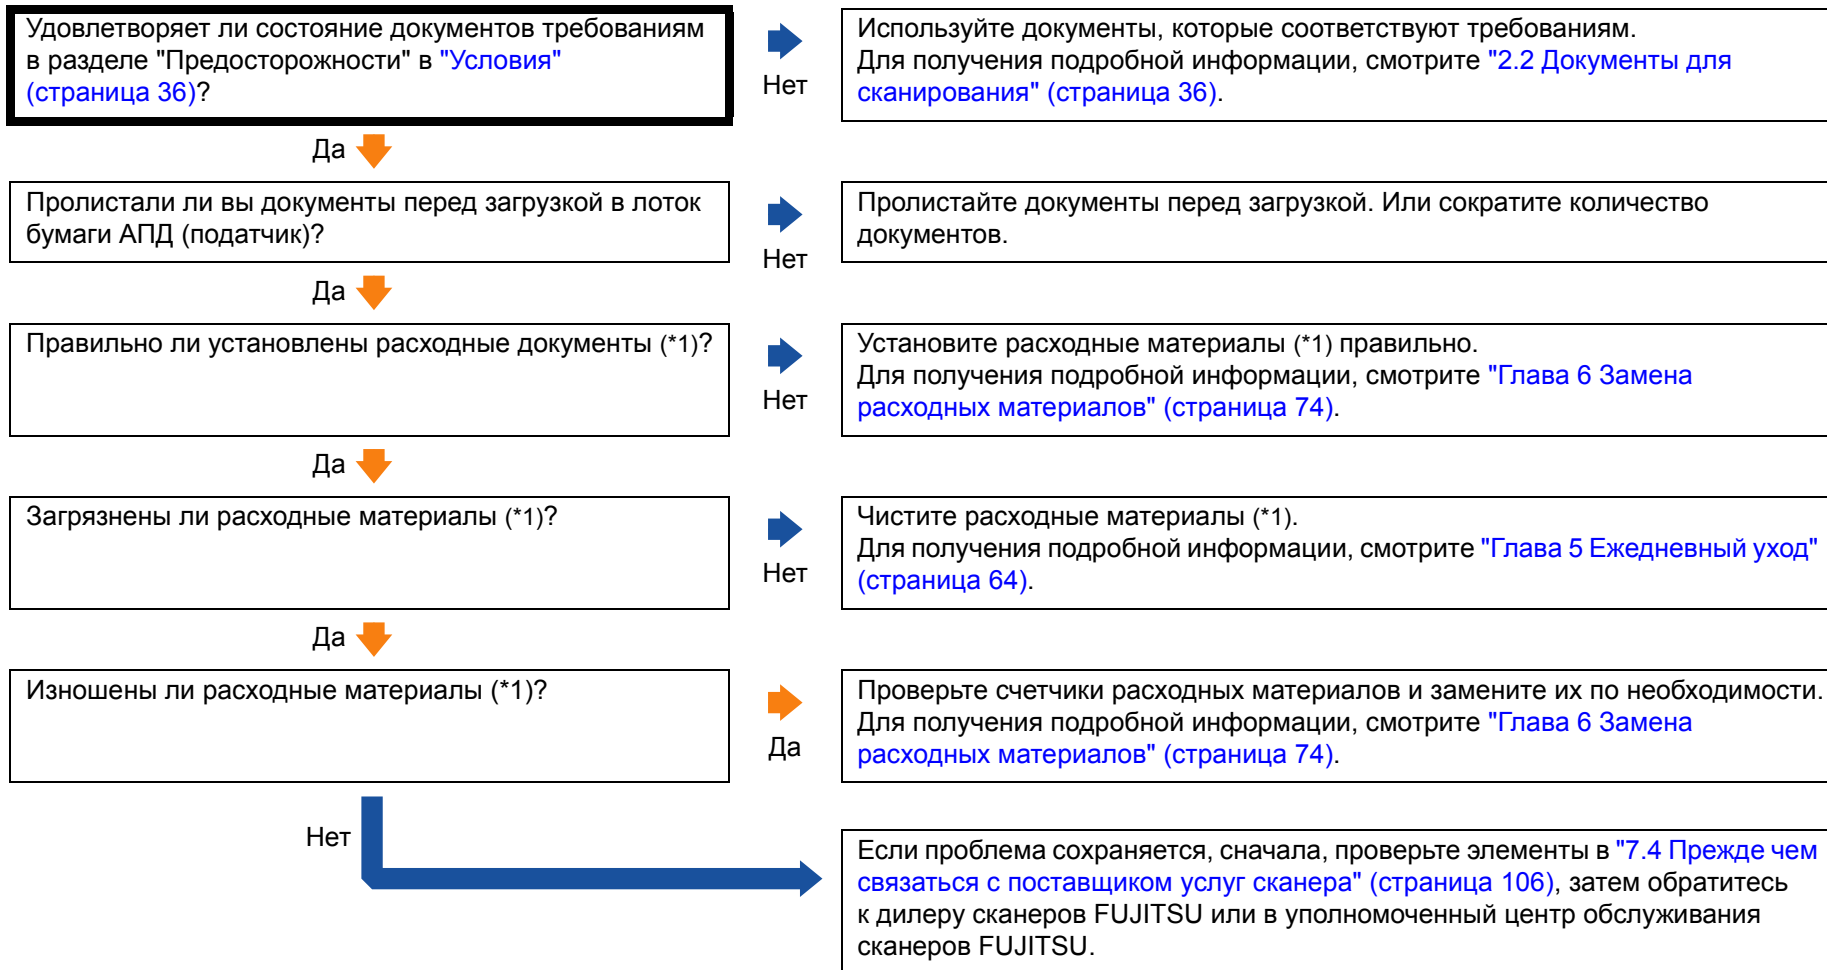 Удовлетворяет ли состояние документов требованиям
в разделе "Предосторожности" в "Условия"
(страница 36)?
Нет
Используйте документы, которые соответствуют требованиям.
Для получения подробной информации, смотрите "2.2 Документы для
сканирования" (страница 36).
Да
Пролистали ли вы документы перед загрузкой в лоток
бумаги АПД (податчик)?
Нет
Пролистайте документы перед загрузкой. Или сократите количество
документов.
Да
Правильно ли установлены расходные документы (*1)?
Нет
Установите расходные материалы (*1) правильно.
Для получения подробной информации, смотрите "Глава 6 Замена
расходных материалов" (страница 74).
Да
Загрязнены ли расходные материалы (*1)?
Нет
Чистите расходные материалы (*1).
Для получения подробной информации, смотрите "Глава 5 Ежедневный уход"
(страница 64).
Да
Изношены ли расходные материалы (*1)?
Да
Проверьте счетчики расходных материалов и замените их по необходимости.
Для получения подробной информации, смотрите "Глава 6 Замена
расходных материалов" (страница 74).
Нет
Если проблема сохраняется, сначала, проверьте элементы в "7.4 Прежде чем
связаться с поставщиком услуг сканера" (страница 106), затем обратитесь
к дилеру сканеров FUJITSU или в уполномоченный центр обслуживания
сканеров FUJITSU.